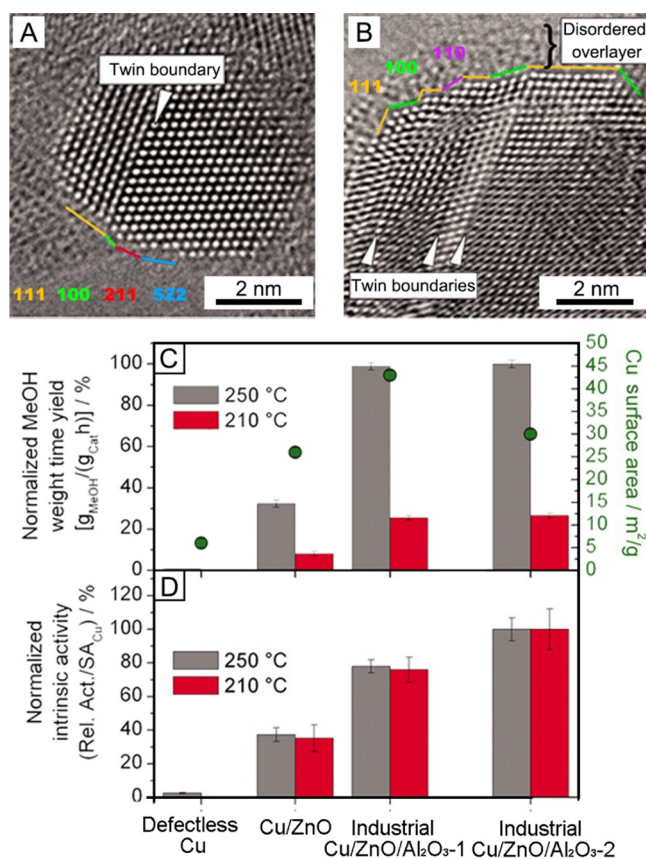 A
Twin boundary
111 100 211 522
2 nm
B
111
100
110
Disordered
overlayer
Twin boundaries
2 nm
C
Normalized MeOH
weight time yield
[g_MeOH/(g_Cat h)] / %
100
80
60
40
20
0
250 °C
210 °C
50
45
40
35
30
25
20
15
10
5
0
Cu surface area / m²/g
D
Normalized
intrinsic activity
(Rel. Act./SA_Cu) / %
120
100
80
60
40
20
0
250 °C
210 °C
Defectless
Cu
Cu/ZnO
Industrial
Cu/ZnO/Al₂O₃-1
Industrial
Cu/ZnO/Al₂O₃-2